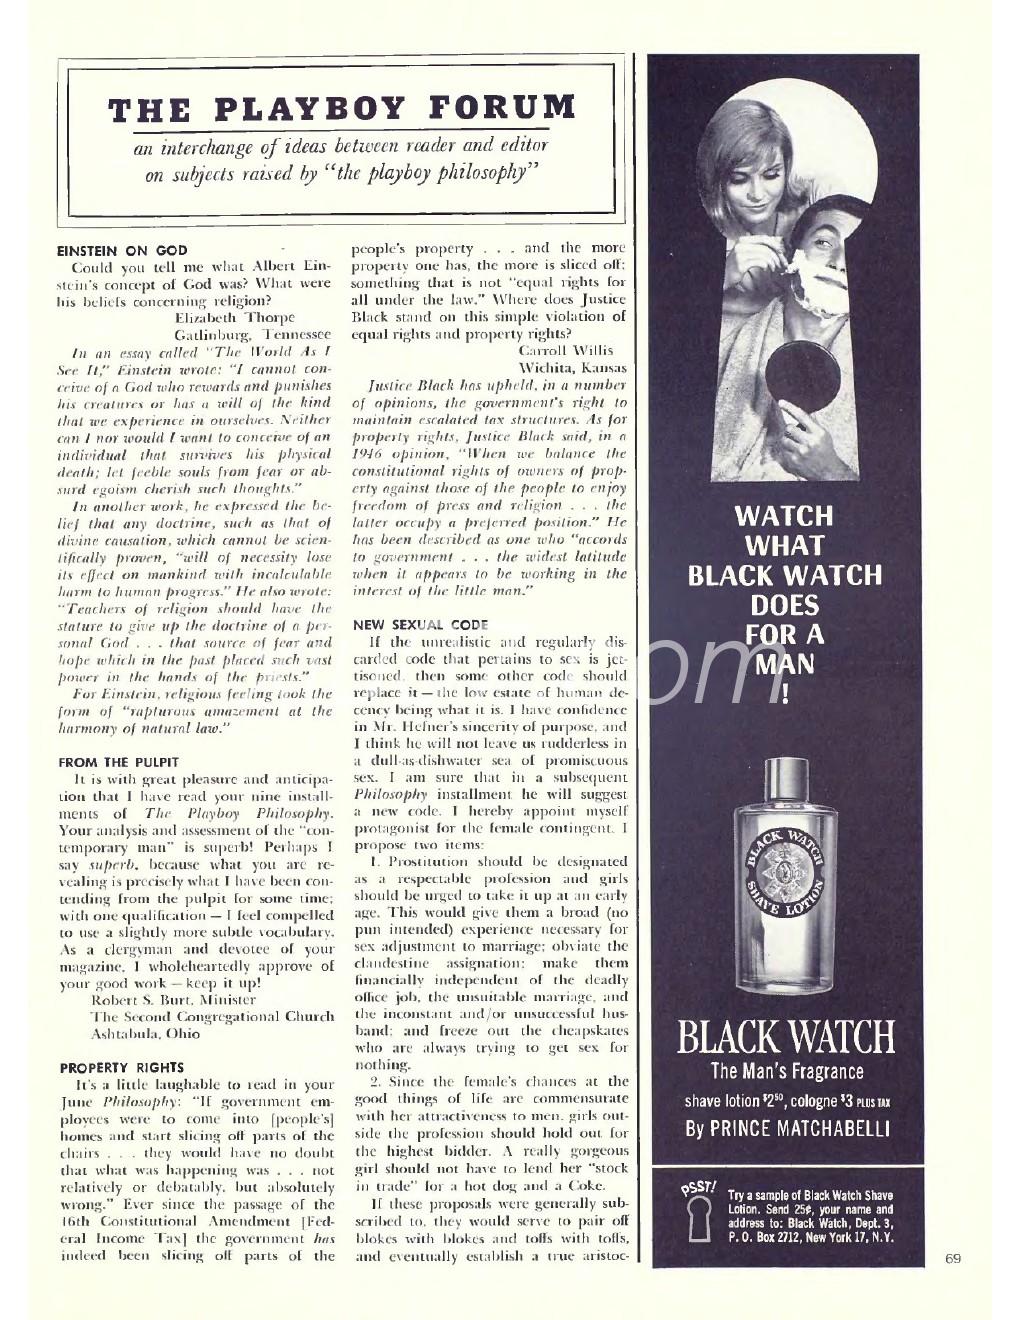 THE PLAYBOY FORUM
an interchange of ideas between reader and editor
on subjects raised by “the playboy philosophy”
EINSTEIN ON GOD
Could you tell me what Albert Ein-
stein's concept of God was? What were
his beliefs concerning religion?
Elizabeth Thorpe
Gatlinburg, Tennessee
In an essay called “The World As I
See It,” Einstein wrote: “I cannot con-
ceive of a God who rewards and punishes
his creatures or has a will of the kind
that we experience in ourselves. Neither
can I nor would I want to conceive of an
individual that survives his physical
death; let feeble souls from fear or ab-
surd egoism cherish such thoughts.”
In another work, he expressed the be-
lief that any doctrine, such as that of
divine causation, which cannot be scien-
tifically proven, “will of necessity lose
its effect on mankind with incalculable
harm to human progress.” He also wrote:
“Teachers of religion should have the
stature to give up the doctrine of a per-
sonal God . . . that source of fear and
hope which in the past placed such vast
power in the hands of the priests.”
For Einstein, religious feeling took the
form of “rapturous amazement at the
harmony of natural law.”
FROM THE PULPIT
It is with great pleasure and anticipa-
tion that I have read your nine install-
ments of The Playboy Philosophy.
Your analysis and assessment of the “con-
temporary man” is superb! Perhaps I
say superb, because what you are re-
vealing is precisely what I have been con-
tending from the pulpit for some time;
with one qualification — I feel compelled
to use a slightly more subtle vocabulary.
As a clergyman and devotee of your
magazine, I wholeheartedly approve of
your good work — keep it up!
Robert S. Burt, Minister
The Second Congregational Church
Ashtabula, Ohio
PROPERTY RIGHTS
It's a little laughable to read in your
June Philosophy: “If government em-
ployees were to come into [people's]
homes and start slicing off parts of the
chairs . . . they would have no doubt
that what was happening was . . . not
relatively or debatably, but absolutely
wrong.” Ever since the passage of the
16th Constitutional Amendment [Fed-
eral Income Tax] the government has
indeed been slicing off parts of the
people's property . . . and the more
property one has, the more is sliced off;
something that is not “equal rights for
all under the law.” Where does Justice
Black stand on this simple violation of
equal rights and property rights?
Carroll Willis
Wichita, Kansas
Justice Black has upheld, in a number
of opinions, the government's right to
maintain escalated tax structures. As for
property rights, Justice Black said, in a
1946 opinion, “When we balance the
constitutional rights of owners of prop-
erty against those of the people to enjoy
freedom of press and religion . . . the
latter occupy a preferred position.” He
has been described as one who “accords
to government . . . the widest latitude
when it appears to be working in the
interest of the little man.”
NEW SEXUAL CODE
If the unrealistic and regularly dis-
carded code that pertains to sex is jet-
tisoned, then some other code should
replace it — the low estate of human de-
cency being what it is. I have confidence
in Mr. Hefner's sincerity of purpose, and
I think he will not leave us rudderless in
a dull-as-dishwater sea of promiscuous
sex. I am sure that in a subsequent
Philosophy installment he will suggest
a new code. I hereby appoint myself
protagonist for the female contingent. I
propose two items:
1. Prostitution should be designated
as a respectable profession and girls
should be urged to take it up at an early
age. This would give them a broad (no
pun intended) experience necessary for
sex adjustment to marriage; obviate the
clandestine assignation; make them
financially independent of the deadly
office job, the unsuitable marriage, and
the inconstant and/or unsuccessful hus-
band; and freeze out the cheapskates
who are always trying to get sex for
nothing.
2. Since the female's chances at the
good things of life are commensurate
with her attractiveness to men, girls out-
side the profession should hold out for
the highest bidder. A really gorgeous
girl should not have to lend her “stock
in trade” for a hot dog and a Coke.
If these proposals were generally sub-
scribed to, they would serve to pair off
blokes with blokes and toffs with toffs,
and eventually establish a true aristoc-
WATCH
WHAT
BLACK WATCH
DOES
FOR A
MAN
!
BLACK WATCH
SHAVE LOTION
BLACK WATCH
The Man's Fragrance
shave lotion $2⁵⁰, cologne $3 PLUS TAX
By PRINCE MATCHABELLI
PSST!
Try a sample of Black Watch Shave
Lotion. Send 25¢, your name and
address to: Black Watch, Dept. 3,
P. O. Box 2712, New York 17, N.Y.
69